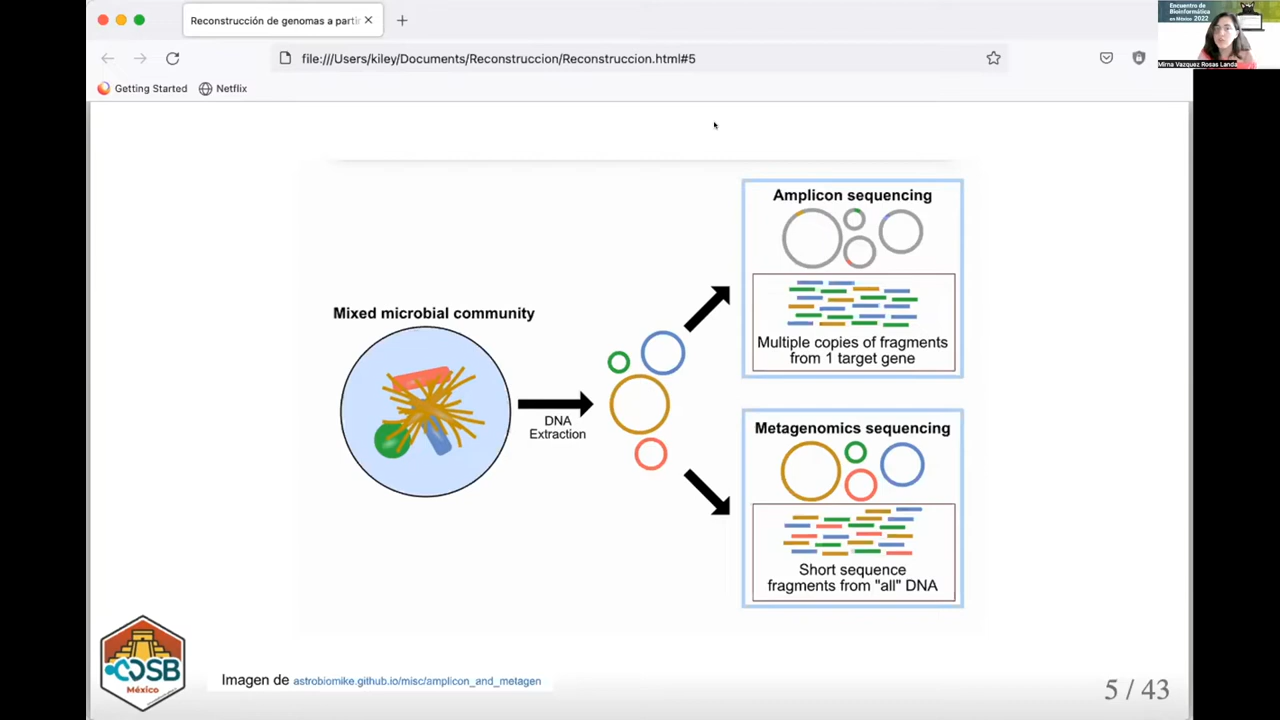 Reconstrucción de genomas a parti
file:///Users/kiley/Documents/Reconstruccion/Reconstruccion.html#5
Getting Started
Netflix
Encuentro de
Bioinformática
en México 2022
Mirna Vazquez Rosas Landa
Mixed microbial community
DNA
Extraction
Amplicon sequencing
Multiple copies of fragments
from 1 target gene
Metagenomics sequencing
Short sequence
fragments from "all" DNA
CDSB
México
Imagen de astrobiomike.github.io/misc/amplicon_and_metagen
5 / 43